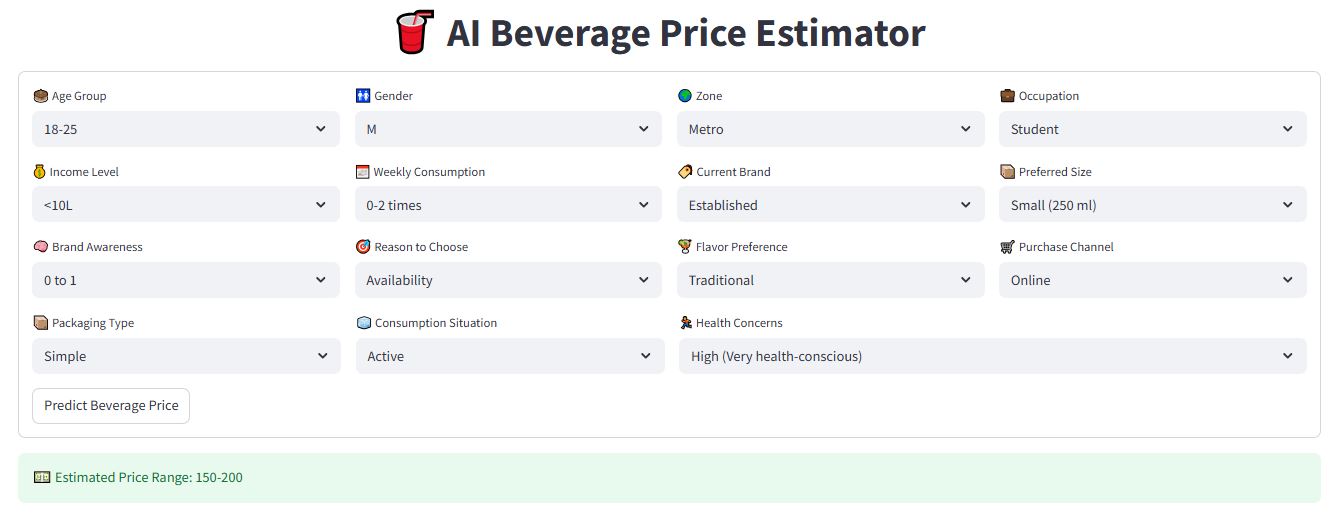 AI Beverage Price Estimator
Age Group Gender Zone Occupation
18-25 M Metro Student
Income Level Weekly Consumption Current Brand Preferred Size
<10L 0-2 times Established Small (250 ml)
Brand Awareness Reason to Choose Flavor Preference Purchase Channel
0 to 1 Availability Traditional Online
Packaging Type Consumption Situation Health Concerns
Simple Active High (Very health-conscious)
Predict Beverage Price
Estimated Price Range: 150-200